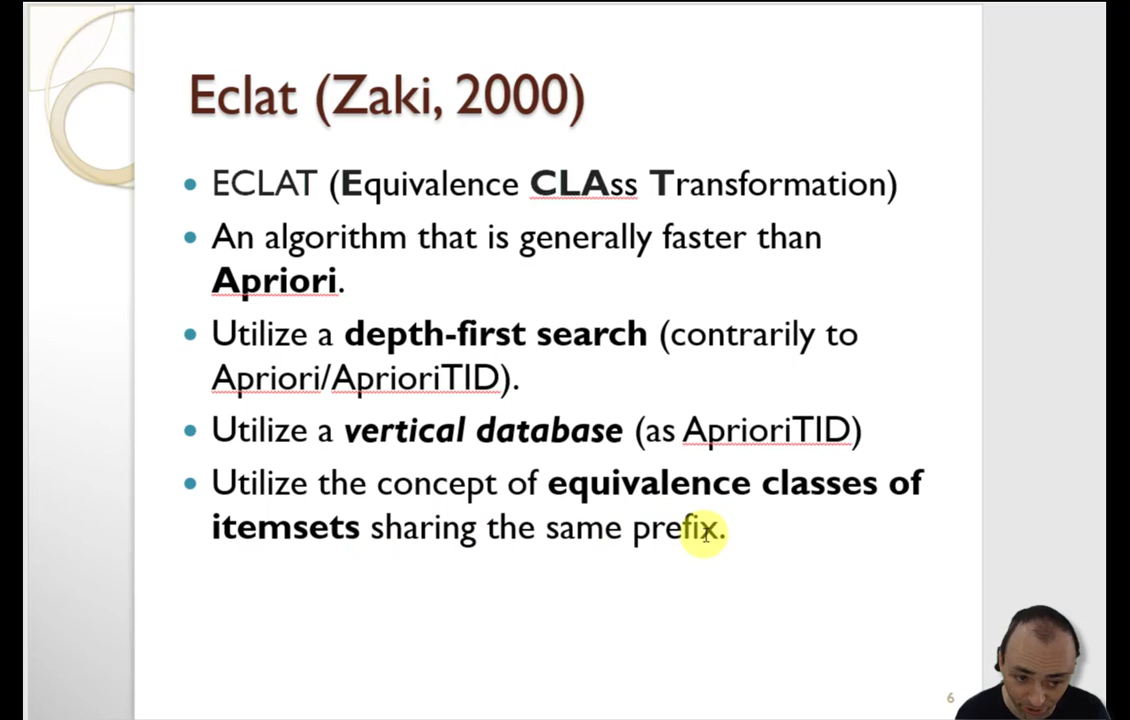 Eclat (Zaki, 2000)
• ECLAT (Equivalence CLAss Transformation)
• An algorithm that is generally faster than
Apriori.
• Utilize a depth-first search (contrarily to
Apriori/AprioriTID).
• Utilize a vertical database (as AprioriTID)
• Utilize the concept of equivalence classes of
itemsets sharing the same prefix.
6